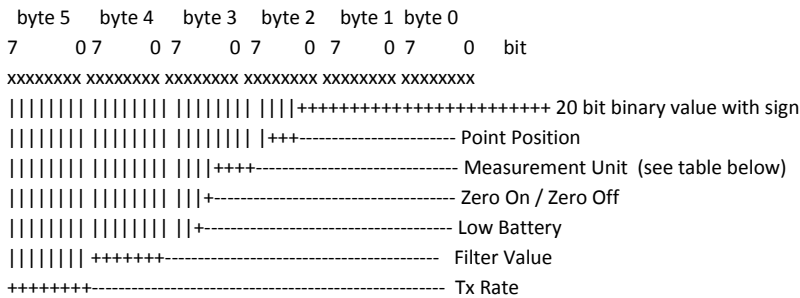 byte 5 byte 4 byte 3 byte 2 byte 1 byte 0
7 0 7 0 7 0 7 0 7 0 7 0 bit
xxxxxxxx xxxxxxxx xxxxxxxx xxxxxxxx xxxxxxxx xxxxxxxx
|||||||| |||||||| |||||||| ||||++++++++++++++++++++++++ 20 bit binary value with sign
|||||||| |||||||| ||||||||| |+++------------------------ Point Position
|||||||| |||||||| ||||++++------------------------------- Measurement Unit (see table below)
|||||||| |||||||| |||+------------------------------------- Zero On / Zero Off
|||||||| |||||||| ||+-------------------------------------- Low Battery
|||||||| +++++++------------------------------------------ Filter Value
++++++++------------------------------------------------------ Tx Rate